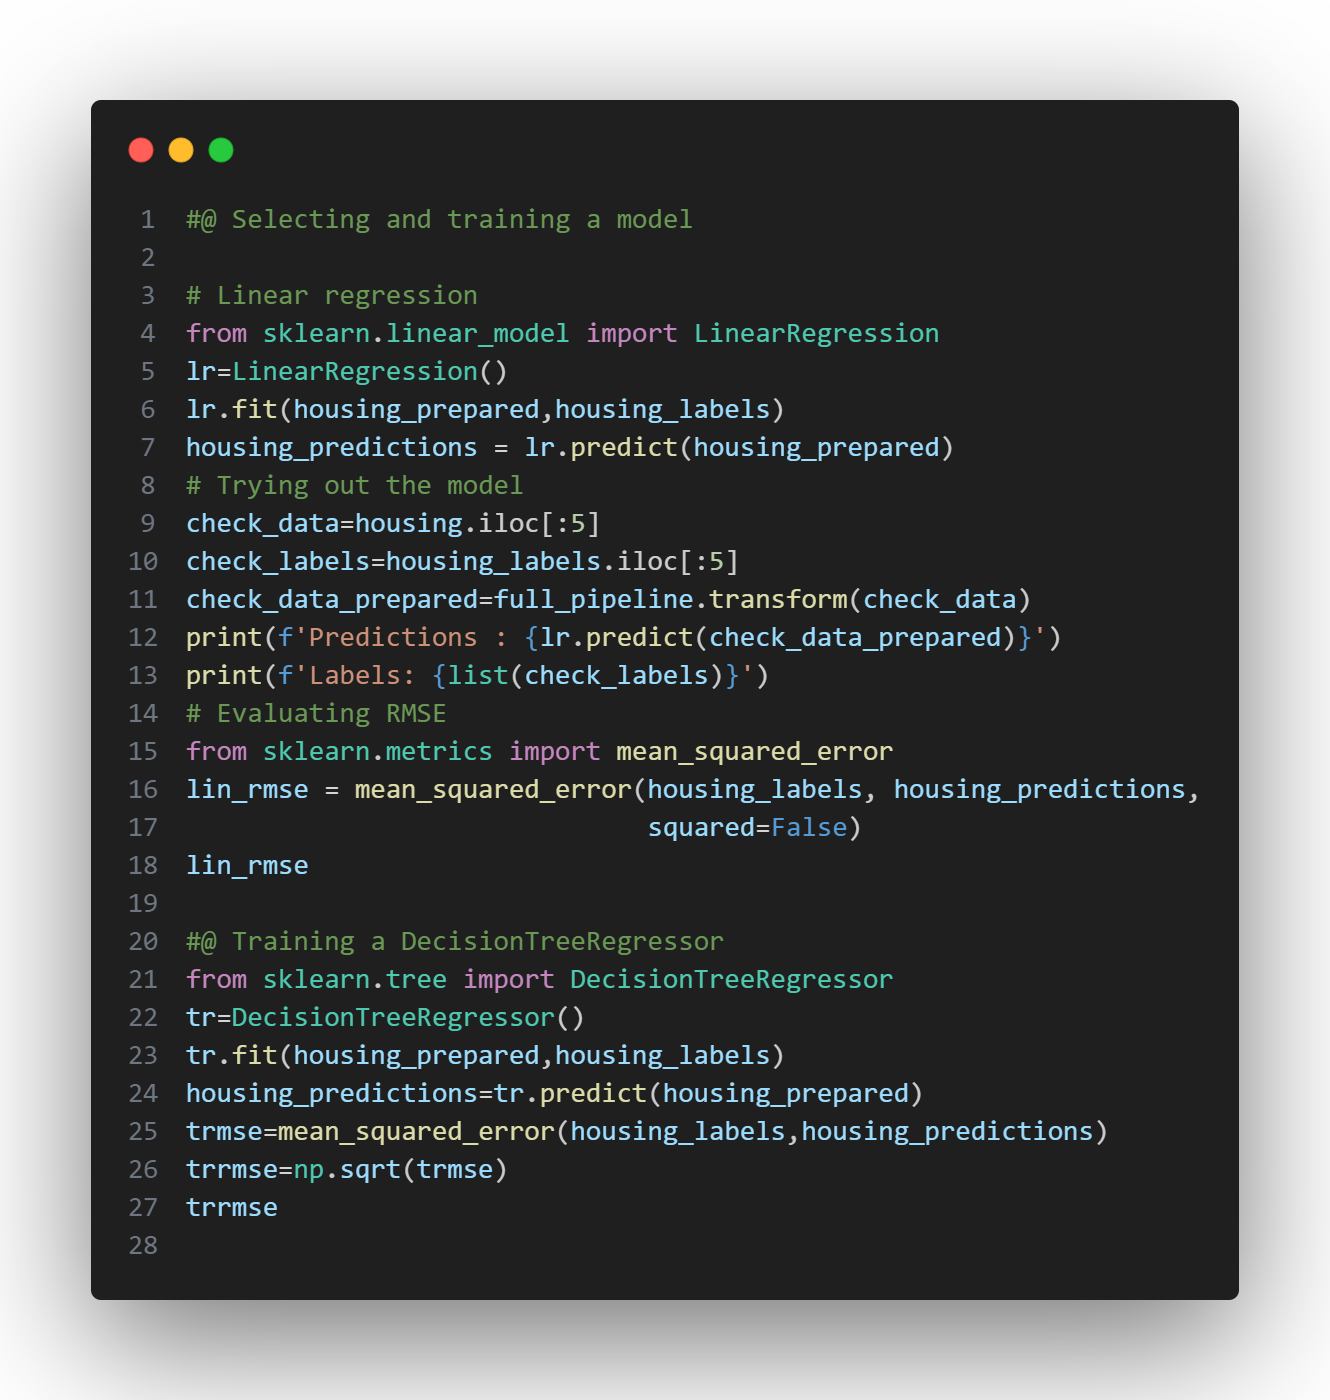 1 #@ Selecting and training a model
2
3 # Linear regression
4 from sklearn.linear_model import LinearRegression
5 lr=LinearRegression()
6 lr.fit(housing_prepared,housing_labels)
7 housing_predictions = lr.predict(housing_prepared)
8 # Trying out the model
9 check_data=housing.iloc[:5]
10 check_labels=housing_labels.iloc[:5]
11 check_data_prepared=full_pipeline.transform(check_data)
12 print(f'Predictions : {lr.predict(check_data_prepared)}')
13 print(f'Labels: {list(check_labels)}')
14 # Evaluating RMSE
15 from sklearn.metrics import mean_squared_error
16 lin_rmse = mean_squared_error(housing_labels, housing_predictions,
17                               squared=False)
18 lin_rmse
19
20 #@ Training a DecisionTreeRegressor
21 from sklearn.tree import DecisionTreeRegressor
22 tr=DecisionTreeRegressor()
23 tr.fit(housing_prepared,housing_labels)
24 housing_predictions=tr.predict(housing_prepared)
25 trmse=mean_squared_error(housing_labels,housing_predictions)
26 trrmse=np.sqrt(trmse)
27 trrmse
28